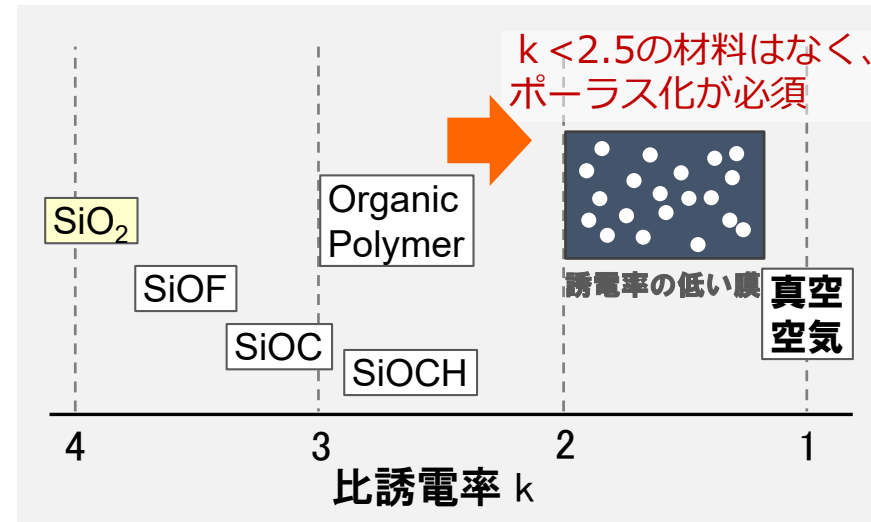 k<2.5の材料はなく、
ポーラス化が必須
Organic
Polymer
SiO₂
SiOF
誘電率の低い膜
真空
空気
SiOC
SiOCH
4 3 2 1
比誘電率 k